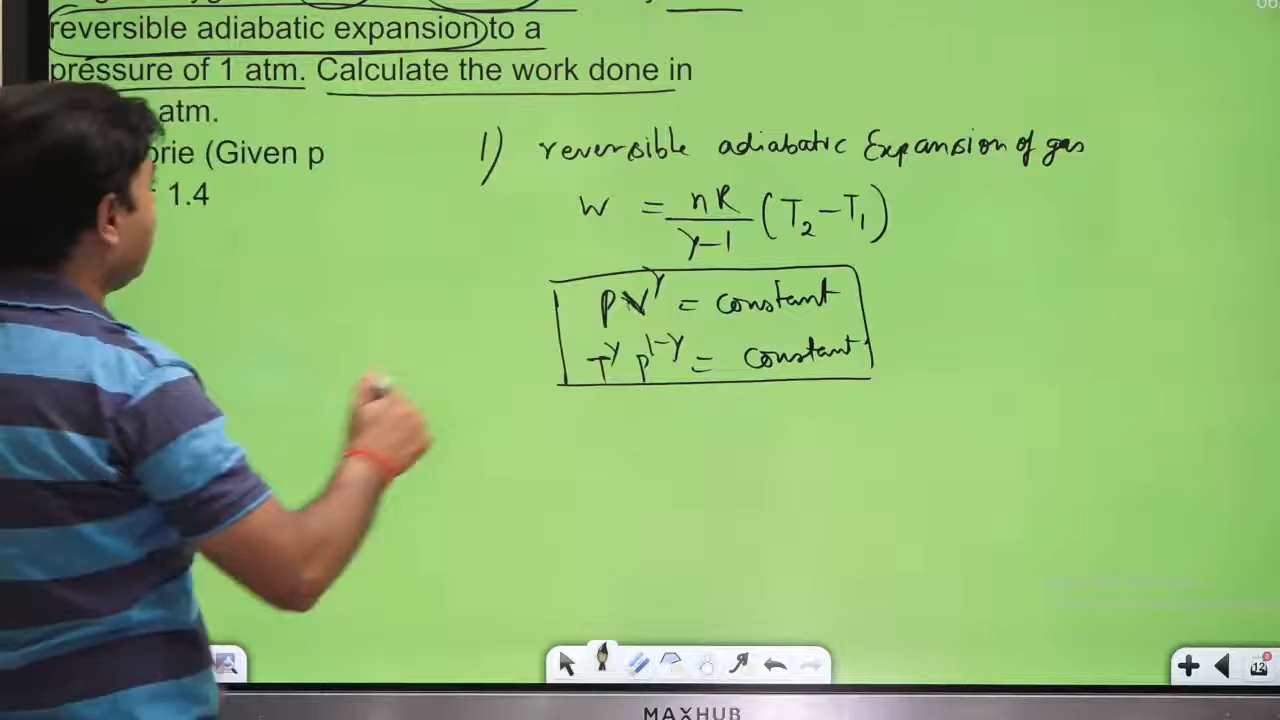 reversible adiabatic expansion to a
pressure of 1 atm. Calculate the work done in
atm.
orie (Given p
1.4
1) reversible adiabatic Expansion of gas
W = nR/γ-1 (T₂-T₁)
PV^γ = constant
T^γ P^1-γ = constant
12
MAXHUB